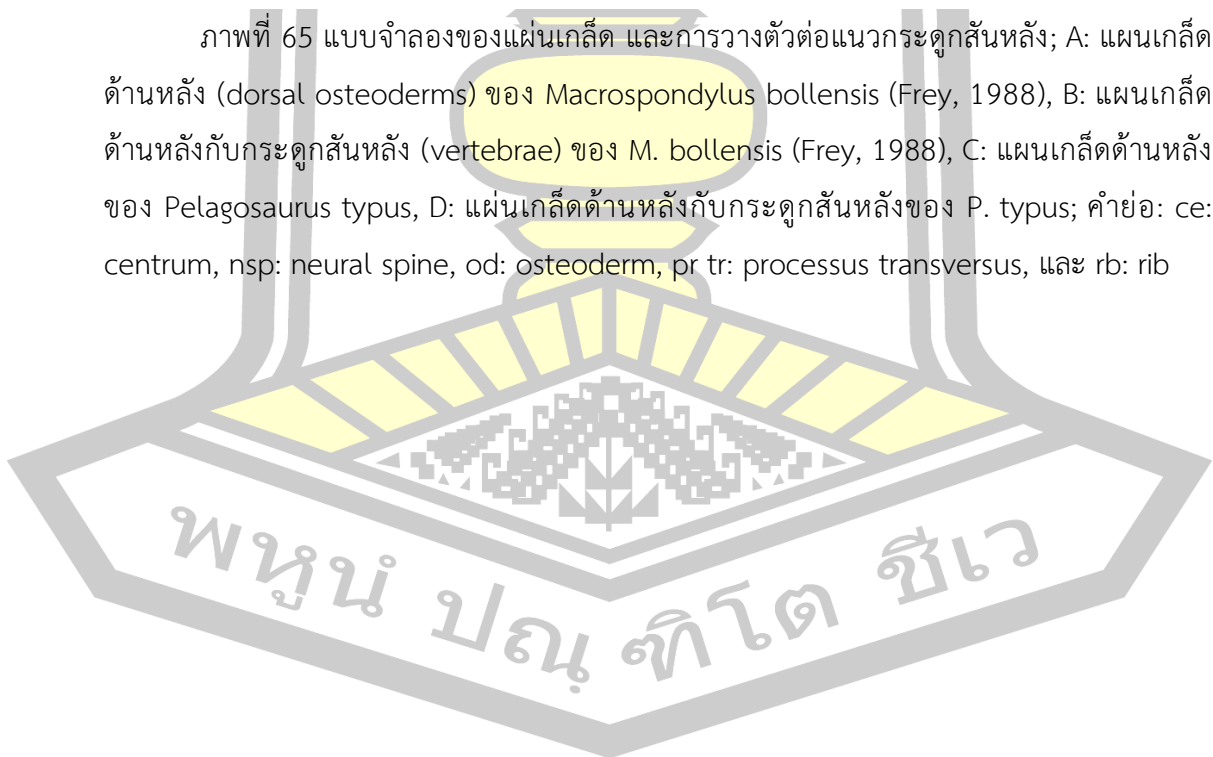 ภาพที่ 65 แบบจำลองของแผ่นเกล็ด และการวางตัวต่อแนวกระดูกสันหลัง; A: แผนเกล็ด
ด้านหลัง (dorsal osteoderms) ของ Macrospondylus bollensis (Frey, 1988), B: แผนเกล็ด
ด้านหลังกับกระดูกสันหลัง (vertebrae) ของ M. bollensis (Frey, 1988), C: แผนเกล็ดด้านหลัง
ของ Pelagosaurus typus, D: แผ่นเกล็ดด้านหลังกับกระดูกสันหลังของ P. typus; คำย่อ: ce:
centrum, nsp: neural spine, od: osteoderm, pr tr: processus transversus, และ rb: rib
พหูนํ ปณฺฑิโต ชีเว